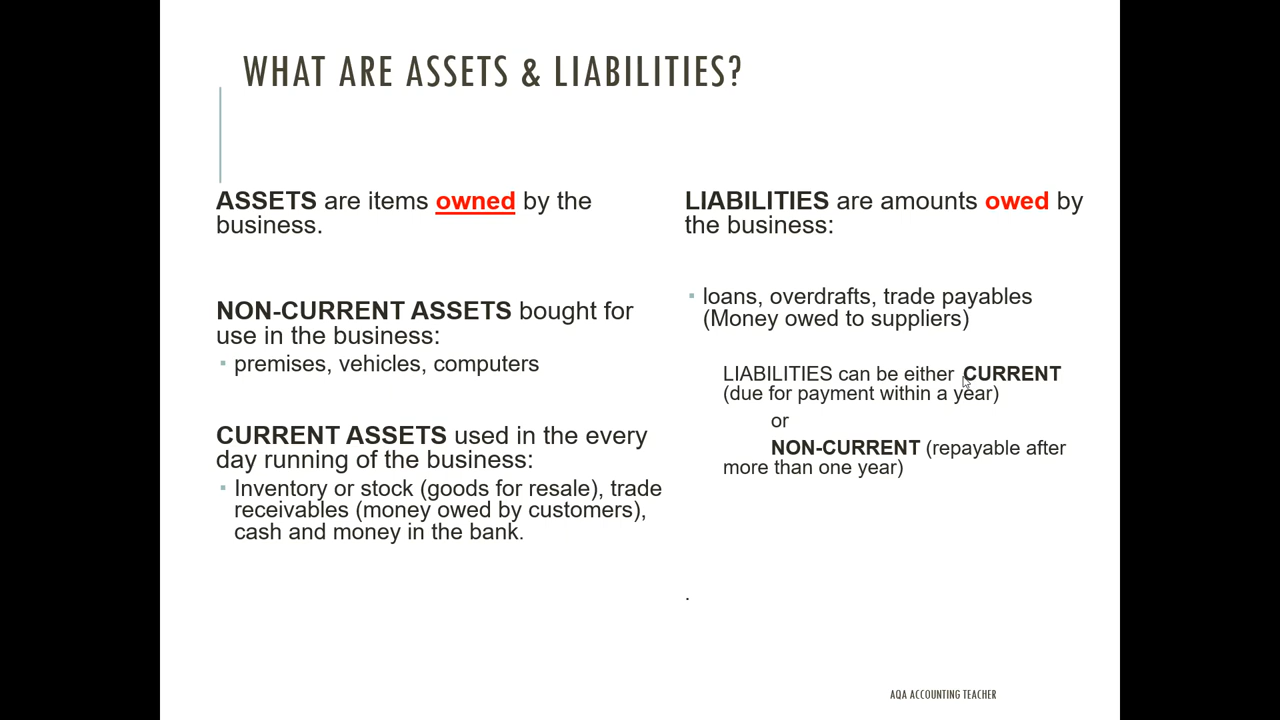 WHAT ARE ASSETS & LIABILITIES?
ASSETS are items owned by the
business.
NON-CURRENT ASSETS bought for
use in the business:
▪ premises, vehicles, computers
CURRENT ASSETS used in the every
day running of the business:
▪ Inventory or stock (goods for resale), trade
receivables (money owed by customers),
cash and money in the bank.
LIABILITIES are amounts owed by
the business:
▪ loans, overdrafts, trade payables
(Money owed to suppliers)
LIABILITIES can be either CURRENT
(due for payment within a year)
or
NON-CURRENT (repayable after
more than one year)
.
AQA ACCOUNTING TEACHER